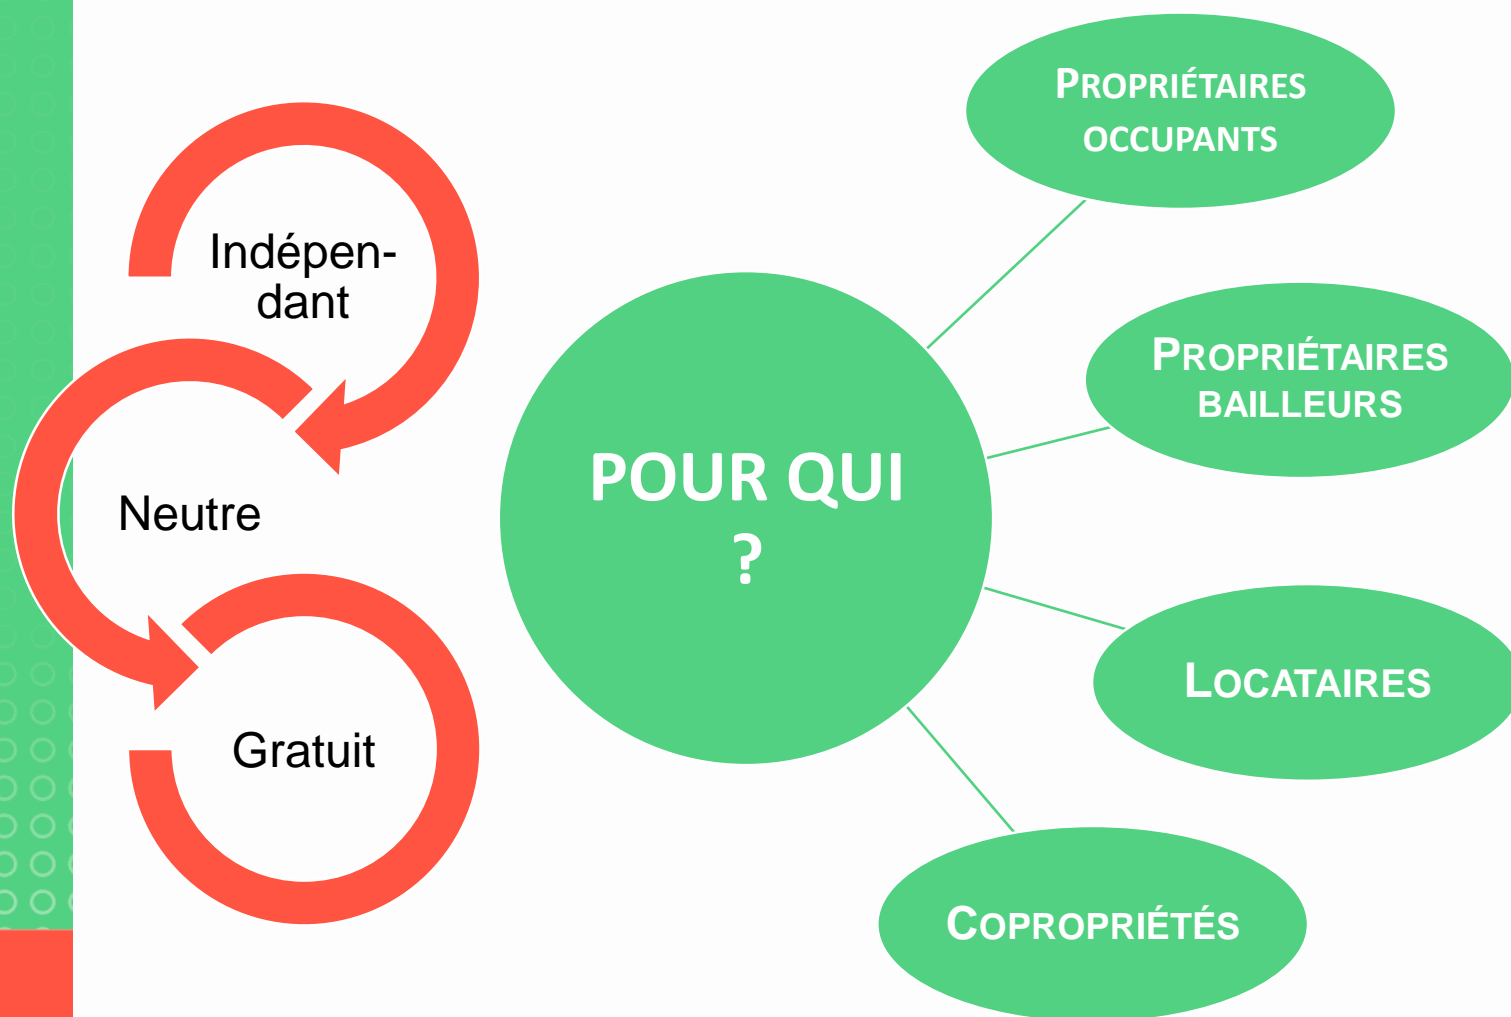 Indépen-
dant
Neutre
Gratuit
POUR QUI
?
PROPRIÉTAIRES
OCCUPANTS
PROPRIÉTAIRES
BAILLEURS
LOCATAIRES
COPROPRIÉTÉS